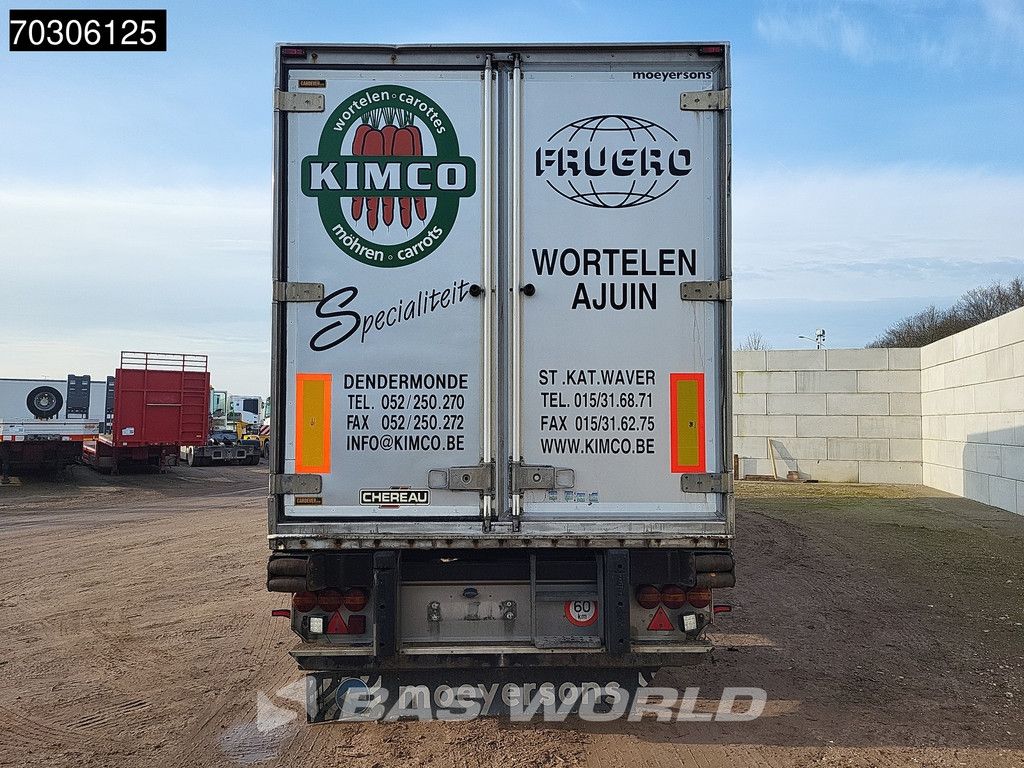 70306125
moeyersons
wortelen · carottes
KIMCO
möhren · carrots
Specialiteit
DENDERMONDE
TEL. 052/250.270
FAX 052/250.272
INFO@KIMCO.BE
CHEREAU
FRUGRO
WORTELEN
AJUIN
ST.KAT.WAVER
TEL. 015/31.68.71
FAX 015/31.62.75
WWW.KIMCO.BE
60
km
moeyersons
BAS WORLD